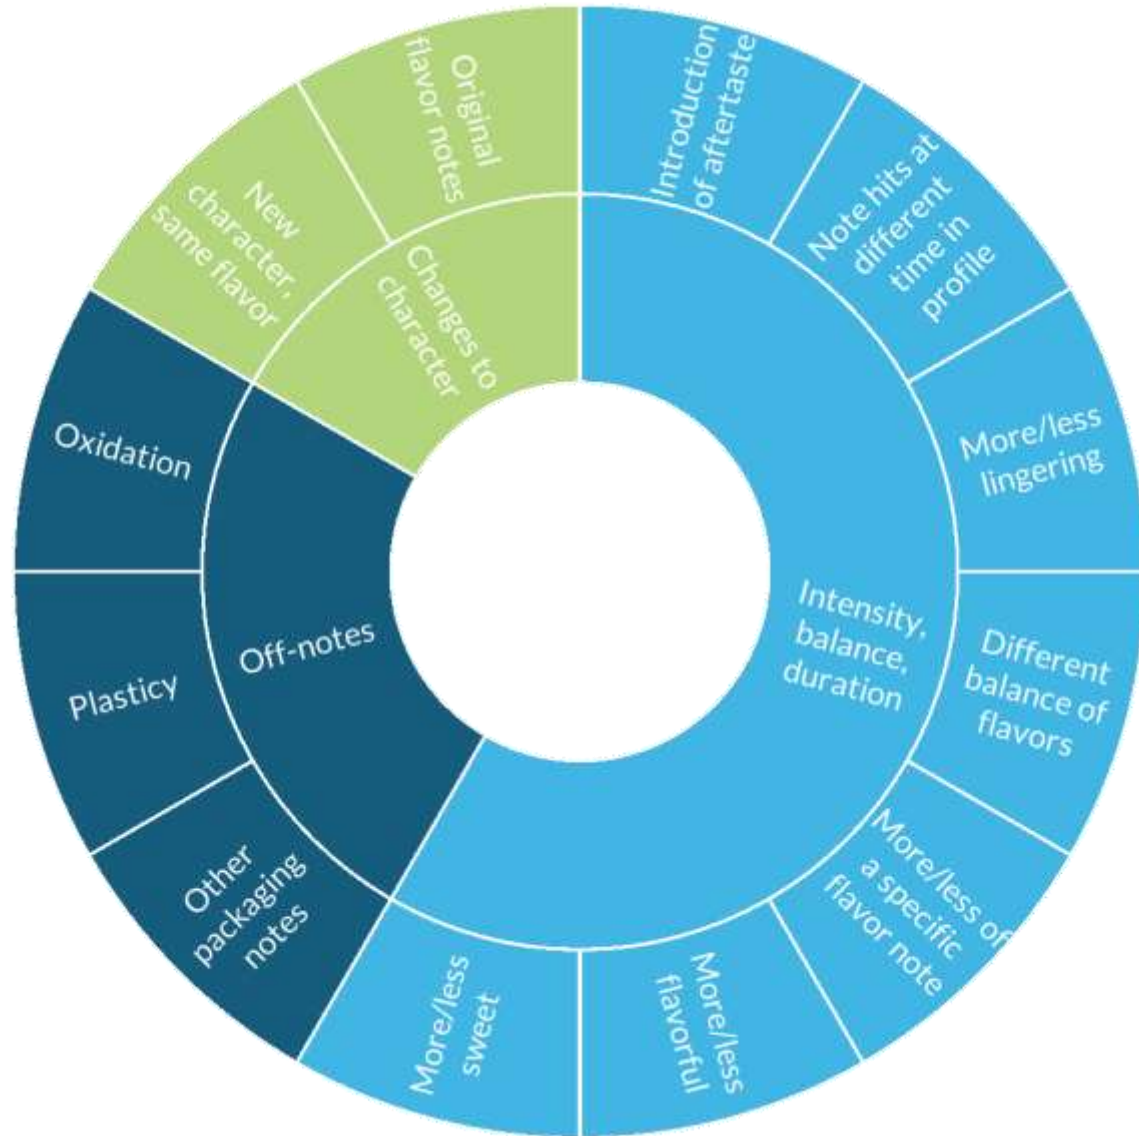 Introduction
of aftertaste
Note hits at
different
time in
profile
More/less
lingering
Different
balance of
flavors
More/less of
a specific
flavor note
More/less
flavorful
More/less
sweet
Other
packaging
notes
Plasticy
Oxidation
New
character,
same flavor
Original
flavor notes
Changes to
character
Off-notes
Intensity,
balance,
duration